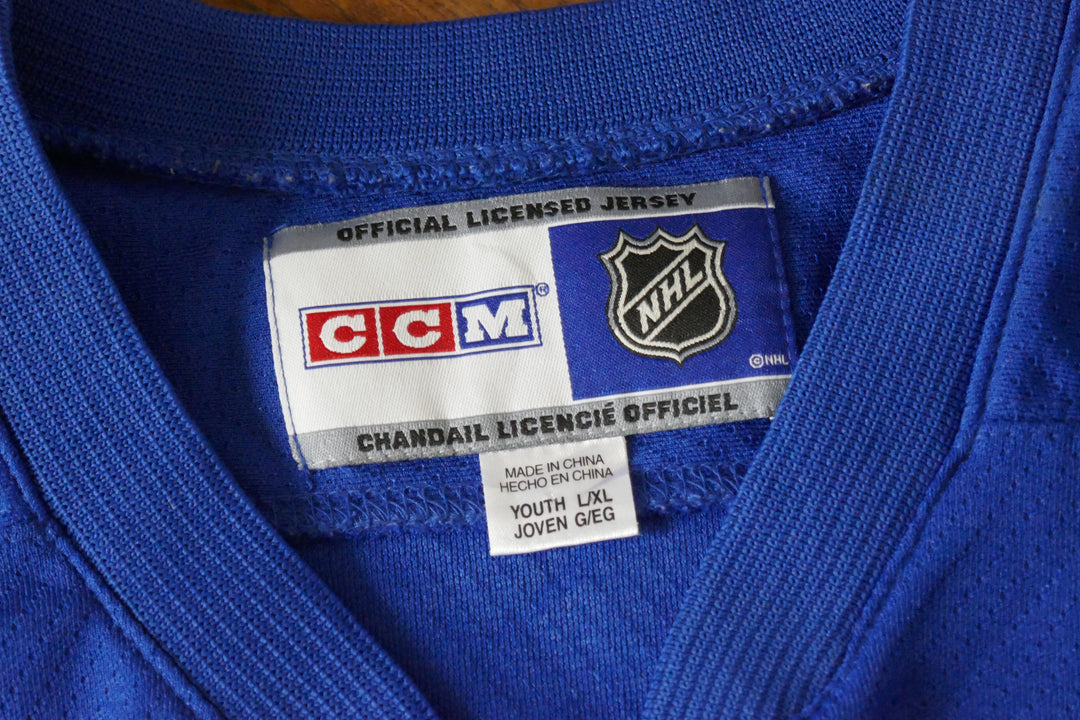 OFFICIAL LICENSED JERSEY
CCM®
NHL
©NHL
CHANDAIL LICENCIÉ OFFICIEL
MADE IN CHINA
HECHO EN CHINA
YOUTH L/XL
JOVEN G/EG